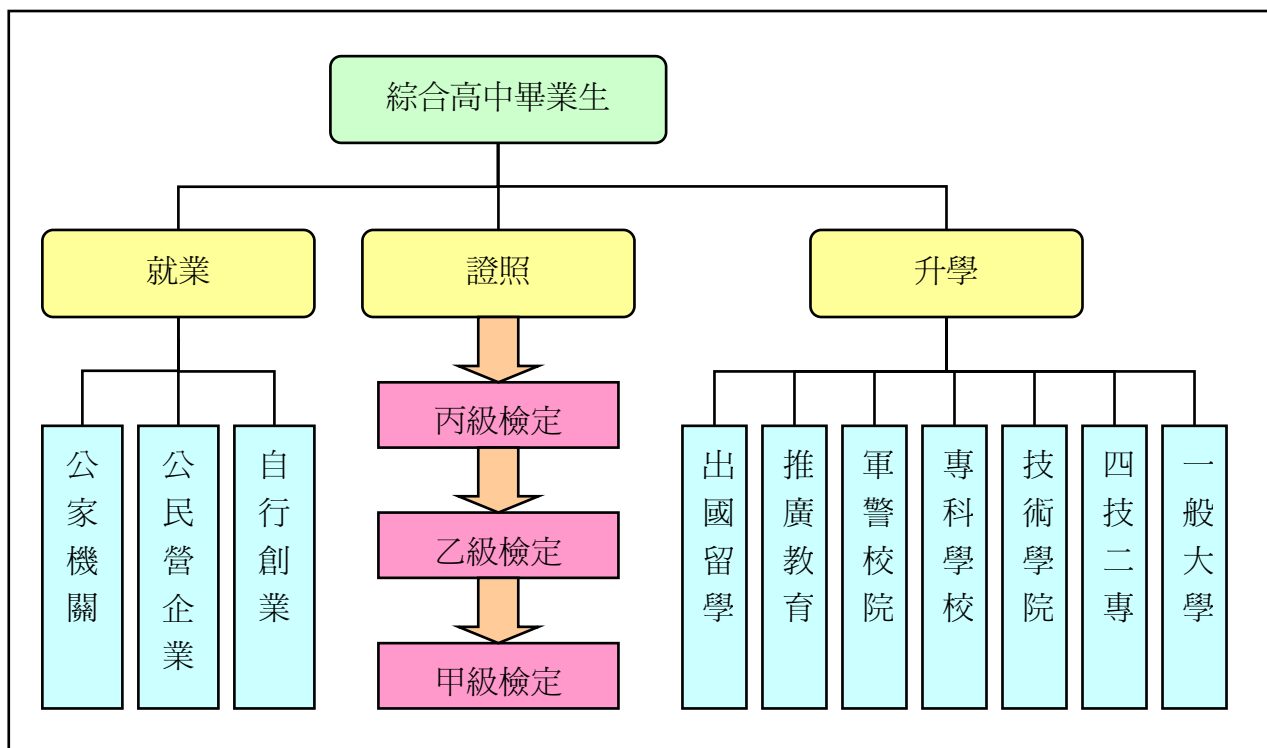 綜合高中畢業生
就業
證照
升學
丙級檢定
乙級檢定
甲級檢定
公家機關
公民營企業
自行創業
出國留學
推廣教育
軍警校院
專科學校
技術學院
四技二專
一般大學